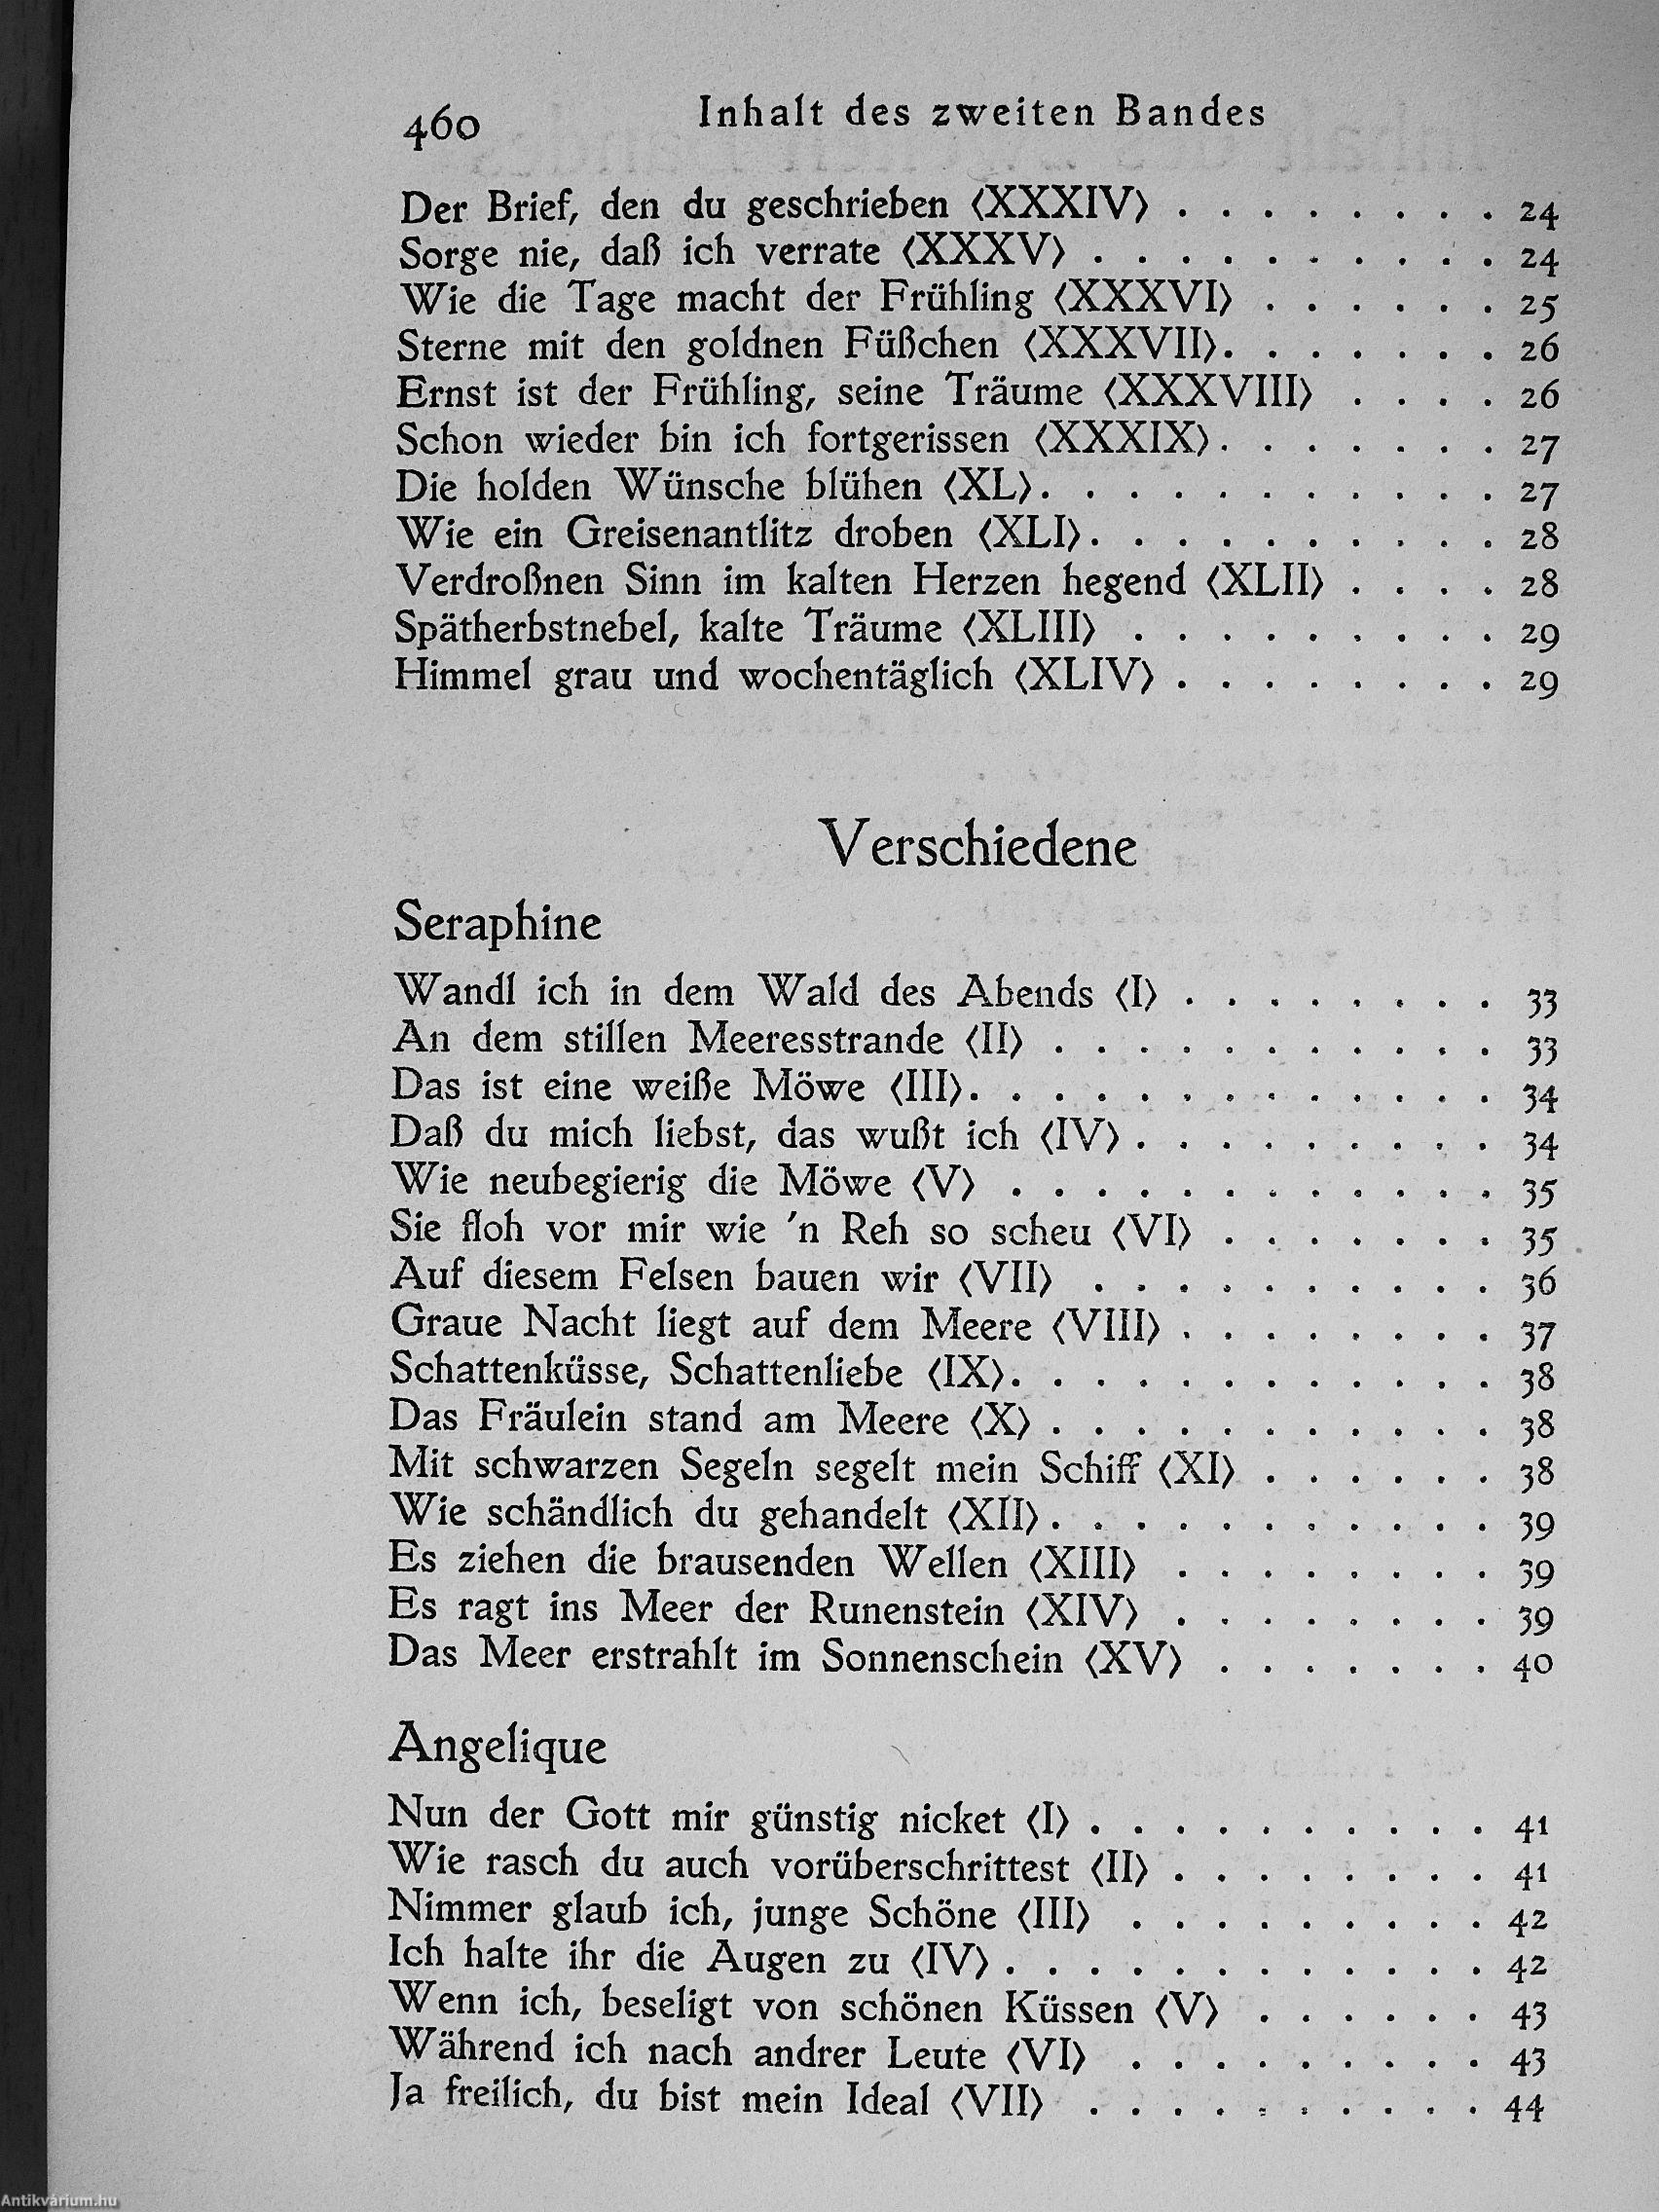 460 Inhalt des zweiten Bandes
Der Brief, den du geschrieben ⟨XXXIV⟩ . . . . . . . . 24
Sorge nie, daß ich verrate ⟨XXXV⟩ . . . . . . . . . . 24
Wie die Tage macht der Frühling ⟨XXXVI⟩ . . . . . . 25
Sterne mit den goldnen Füßchen ⟨XXXVII⟩. . . . . . . 26
Ernst ist der Frühling, seine Träume ⟨XXXVIII⟩ . . . . 26
Schon wieder bin ich fortgerissen ⟨XXXIX⟩. . . . . . . 27
Die holden Wünsche blühen ⟨XL⟩. . . . . . . . . . . 27
Wie ein Greisenantlitz droben ⟨XLI⟩. . . . . . . . . . 28
Verdroßnen Sinn im kalten Herzen hegend ⟨XLII⟩ . . . . 28
Spätherbstnebel, kalte Träume ⟨XLIII⟩ . . . . . . . . . 29
Himmel grau und wochentäglich ⟨XLIV⟩ . . . . . . . . 29
Verschiedene
Seraphine
Wandl ich in dem Wald des Abends ⟨I⟩ . . . . . . . . 33
An dem stillen Meeresstrande ⟨II⟩ . . . . . . . . . . . 33
Das ist eine weiße Möwe ⟨III⟩. . . . . . . . . . . . . 34
Daß du mich liebst, das wußt ich ⟨IV⟩ . . . . . . . . . 34
Wie neubegierig die Möwe ⟨V⟩ . . . . . . . . . . . . 35
Sie floh vor mir wie 'n Reh so scheu ⟨VI⟩ . . . . . . . 35
Auf diesem Felsen bauen wir ⟨VII⟩ . . . . . . . . . . 36
Graue Nacht liegt auf dem Meere ⟨VIII⟩ . . . . . . . . 37
Schattenküsse, Schattenliebe ⟨IX⟩. . . . . . . . . . . . 38
Das Fräulein stand am Meere ⟨X⟩ . . . . . . . . . . . 38
Mit schwarzen Segeln segelt mein Schiff ⟨XI⟩ . . . . . . 38
Wie schändlich du gehandelt ⟨XII⟩. . . . . . . . . . . 39
Es ziehen die brausenden Wellen ⟨XIII⟩ . . . . . . . . 39
Es ragt ins Meer der Runenstein ⟨XIV⟩ . . . . . . . . 39
Das Meer erstrahlt im Sonnenschein ⟨XV⟩ . . . . . . . 40
Angelique
Nun der Gott mir günstig nicket ⟨I⟩ . . . . . . . . . . 41
Wie rasch du auch vorüberschrittest ⟨II⟩ . . . . . . . . 41
Nimmer glaub ich, junge Schöne ⟨III⟩ . . . . . . . . . 42
Ich halte ihr die Augen zu ⟨IV⟩ . . . . . . . . . . . . 42
Wenn ich, beseligt von schönen Küssen ⟨V⟩ . . . . . . 43
Während ich nach andrer Leute ⟨VI⟩ . . . . . . . . . 43
Ja freilich, du bist mein Ideal ⟨VII⟩ . . . . . . . . . . 44
Antikvárium.hu